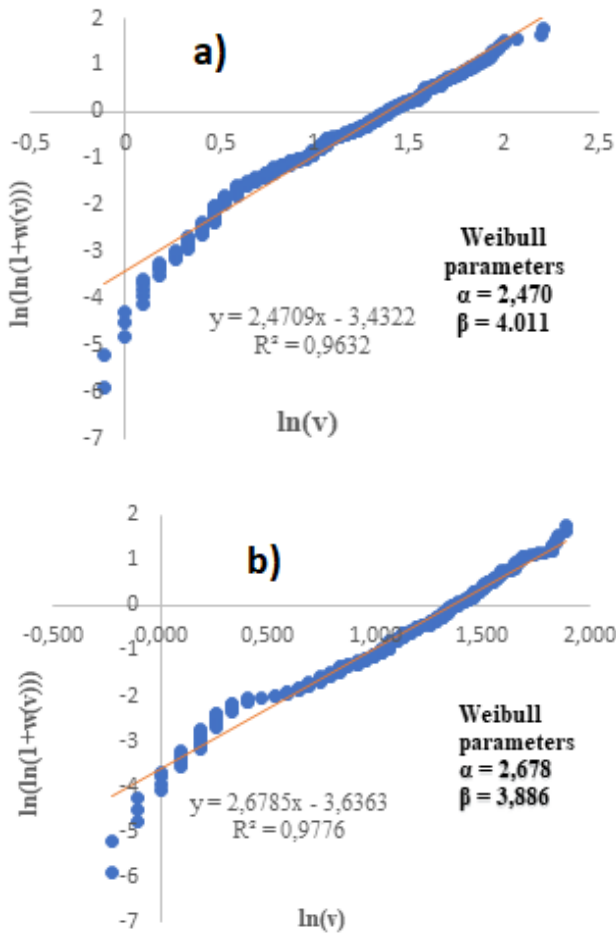 a)
2
1
0
-1
-2
-3
-4
-5
-6
-7
-0,5
0
0,5
1
1,5
2
2,5
ln(ln(1+w(v)))
Weibull
parameters
α = 2,470
β = 4.011
y = 2,4709x - 3,4322
R² = 0,9632
ln(v)
b)
2
1
0
-1
-2
-3
-4
-5
-6
-7
-0,500
0,000
0,500
1,000
1,500
2,000
ln(ln(1+w(v)))
Weibull
parameters
α = 2,678
β = 3,886
y = 2,6785x - 3,6363
R² = 0,9776
ln(v)